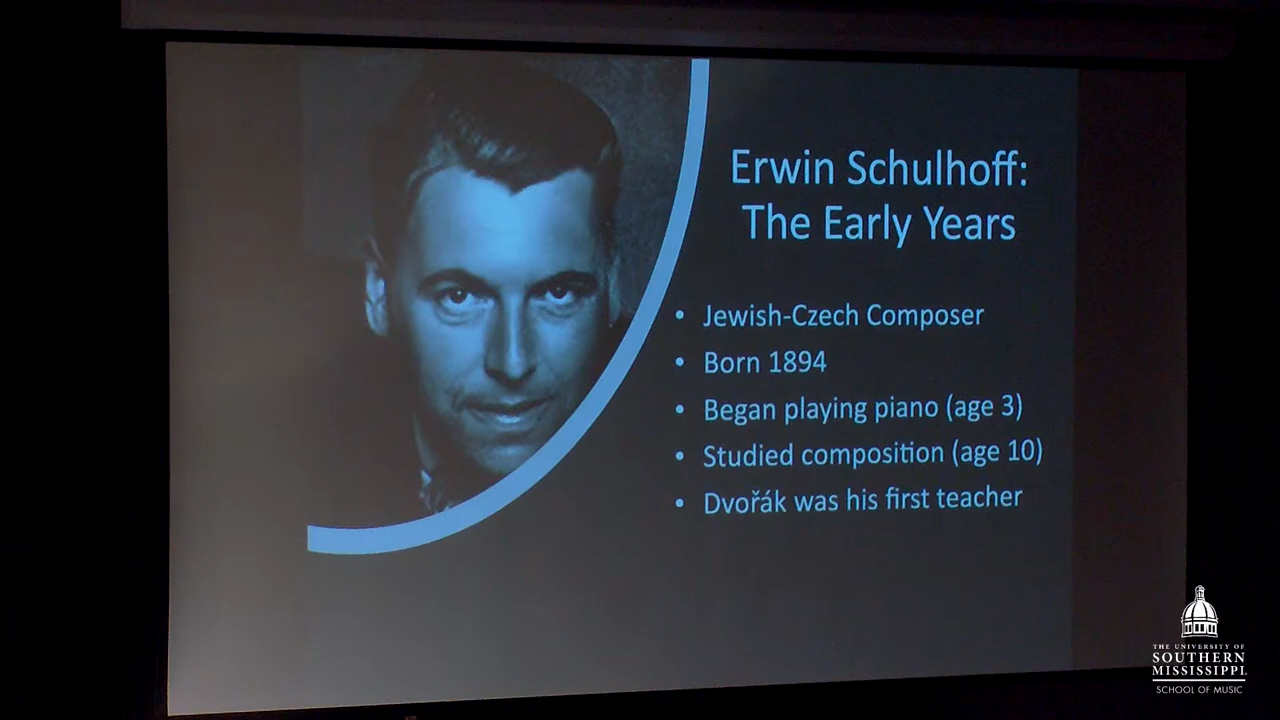 Erwin Schulhoff:
The Early Years
• Jewish-Czech Composer
• Born 1894
• Began playing piano (age 3)
• Studied composition (age 10)
• Dvořák was his first teacher
THE UNIVERSITY OF
SOUTHERN
MISSISSIPPI
SCHOOL OF MUSIC